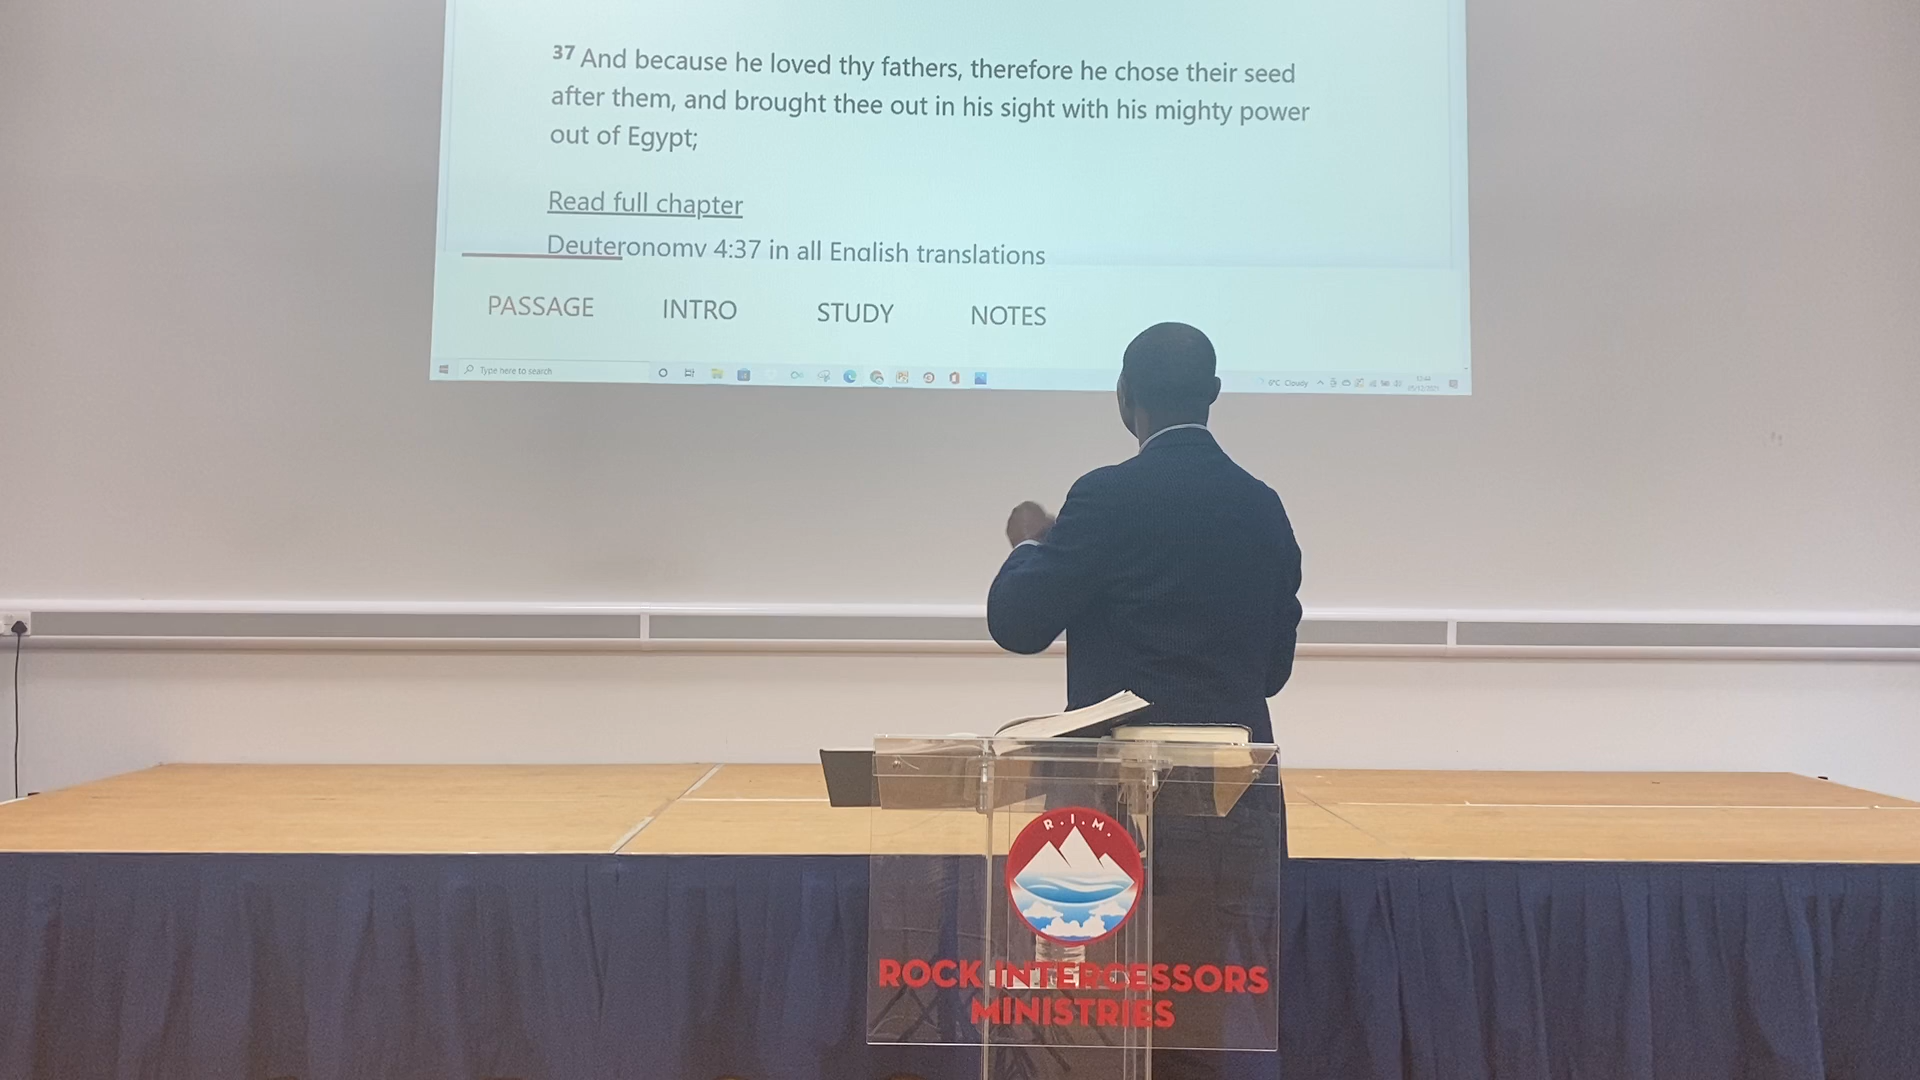 37 And because he loved thy fathers, therefore he chose their seed
after them, and brought thee out in his sight with his mighty power
out of Egypt;
Read full chapter
Deuteronomy 4:37 in all English translations
PASSAGE INTRO STUDY NOTES
Type here to search
9°C Cloudy
R.I.M.
ROCK INTERCESSORS
MINISTRIES